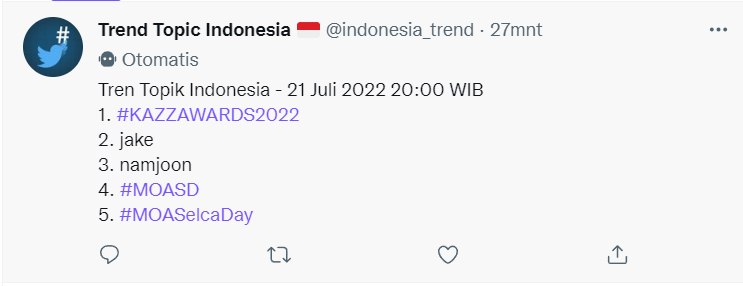 Trend Topic Indonesia 🇮🇩 @indonesia_trend · 27mnt
Otomatis
Tren Topik Indonesia - 21 Juli 2022 20:00 WIB
1. #KAZZAWARDS2022
2. jake
3. namjoon
4. #MOASD
5. #MOASelcaDay